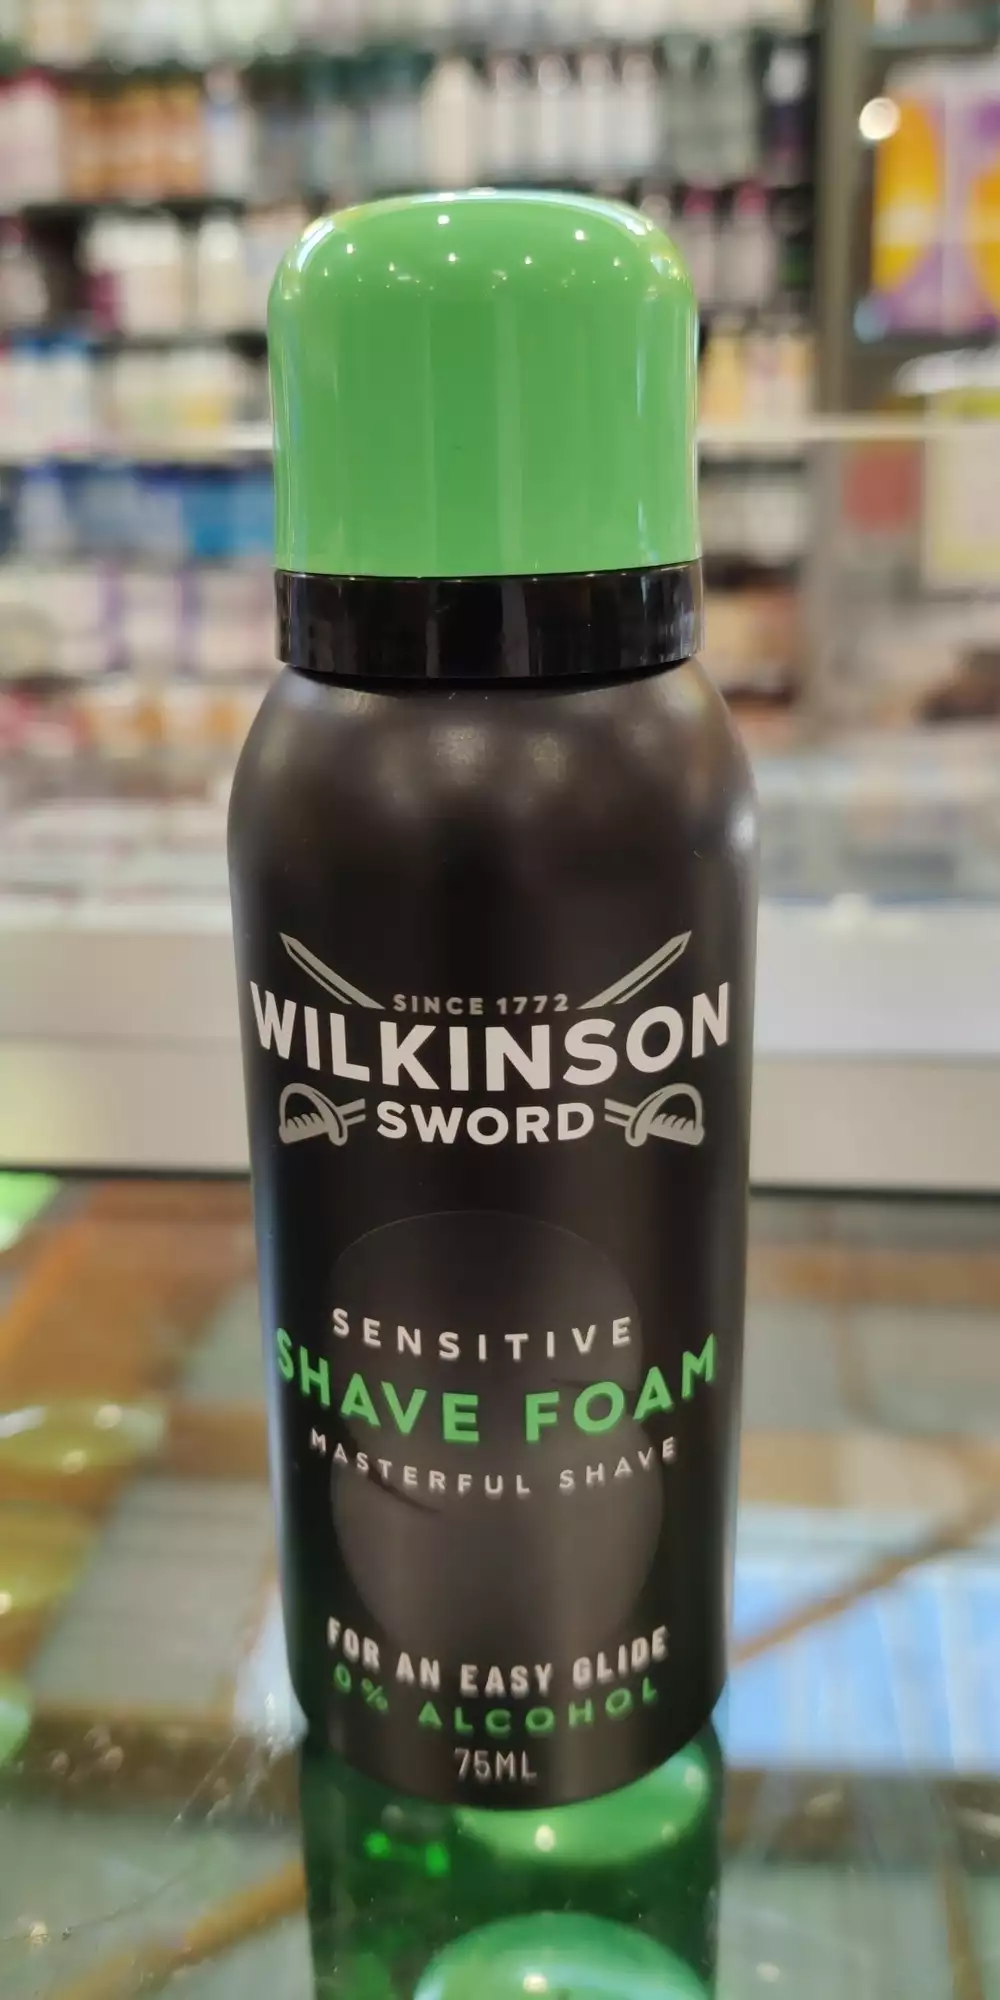 SINCE 1772
WILKINSON
SWORD
SENSITIVE
SHAVE FOAM
MASTERFUL SHAVE
FOR AN EASY GLIDE
0% ALCOHOL
75ML